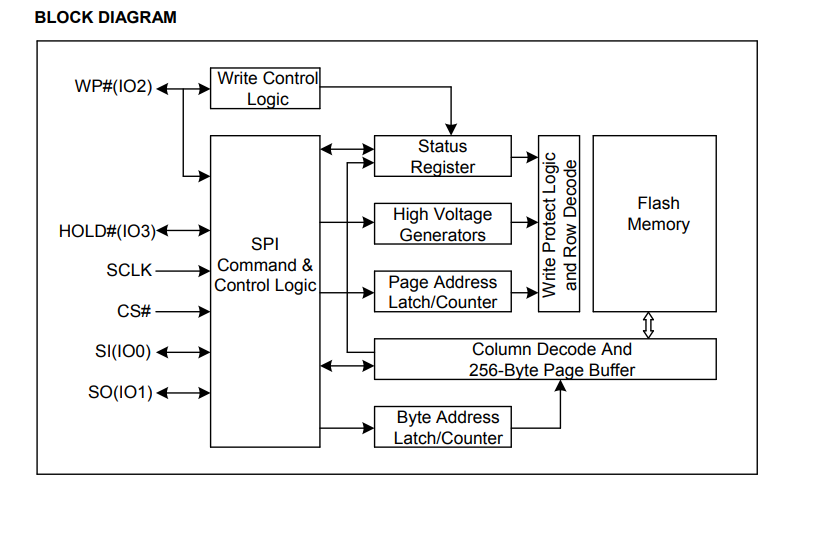 BLOCK DIAGRAM
WP#(IO2)
Write Control
Logic
Status
Register
HOLD#(IO3)
SCLK
CS#
SI(IO0)
SO(IO1)
SPI
Command &
Control Logic
High Voltage
Generators
Page Address
Latch/Counter
Write Protect Logic
and Row Decode
Flash
Memory
Column Decode And
256-Byte Page Buffer
Byte Address
Latch/Counter